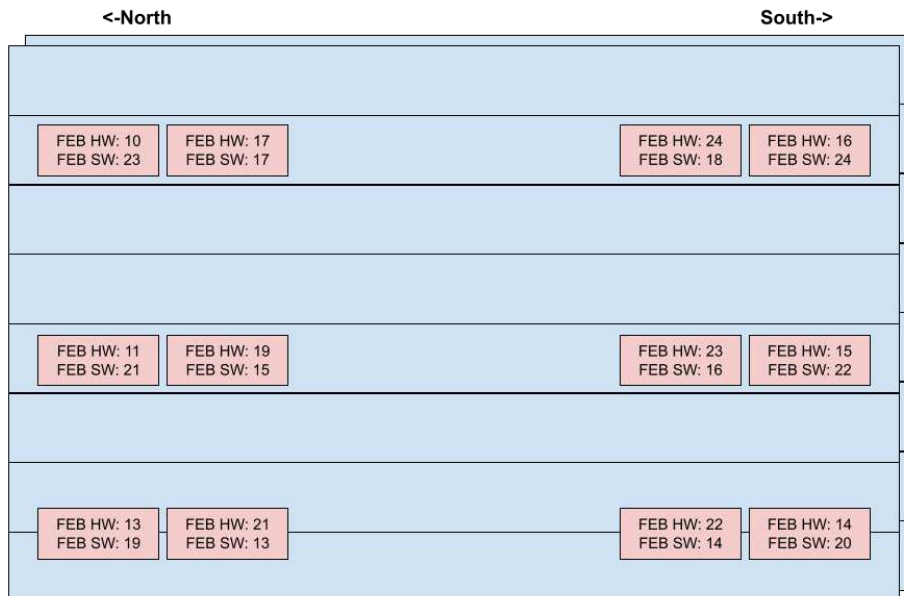 <-North
South->
FEB HW: 10
FEB SW: 23
FEB HW: 17
FEB SW: 17
FEB HW: 24
FEB SW: 18
FEB HW: 16
FEB SW: 24
FEB HW: 11
FEB SW: 21
FEB HW: 19
FEB SW: 15
FEB HW: 23
FEB SW: 16
FEB HW: 15
FEB SW: 22
FEB HW: 13
FEB SW: 19
FEB HW: 21
FEB SW: 13
FEB HW: 22
FEB SW: 14
FEB HW: 14
FEB SW: 20